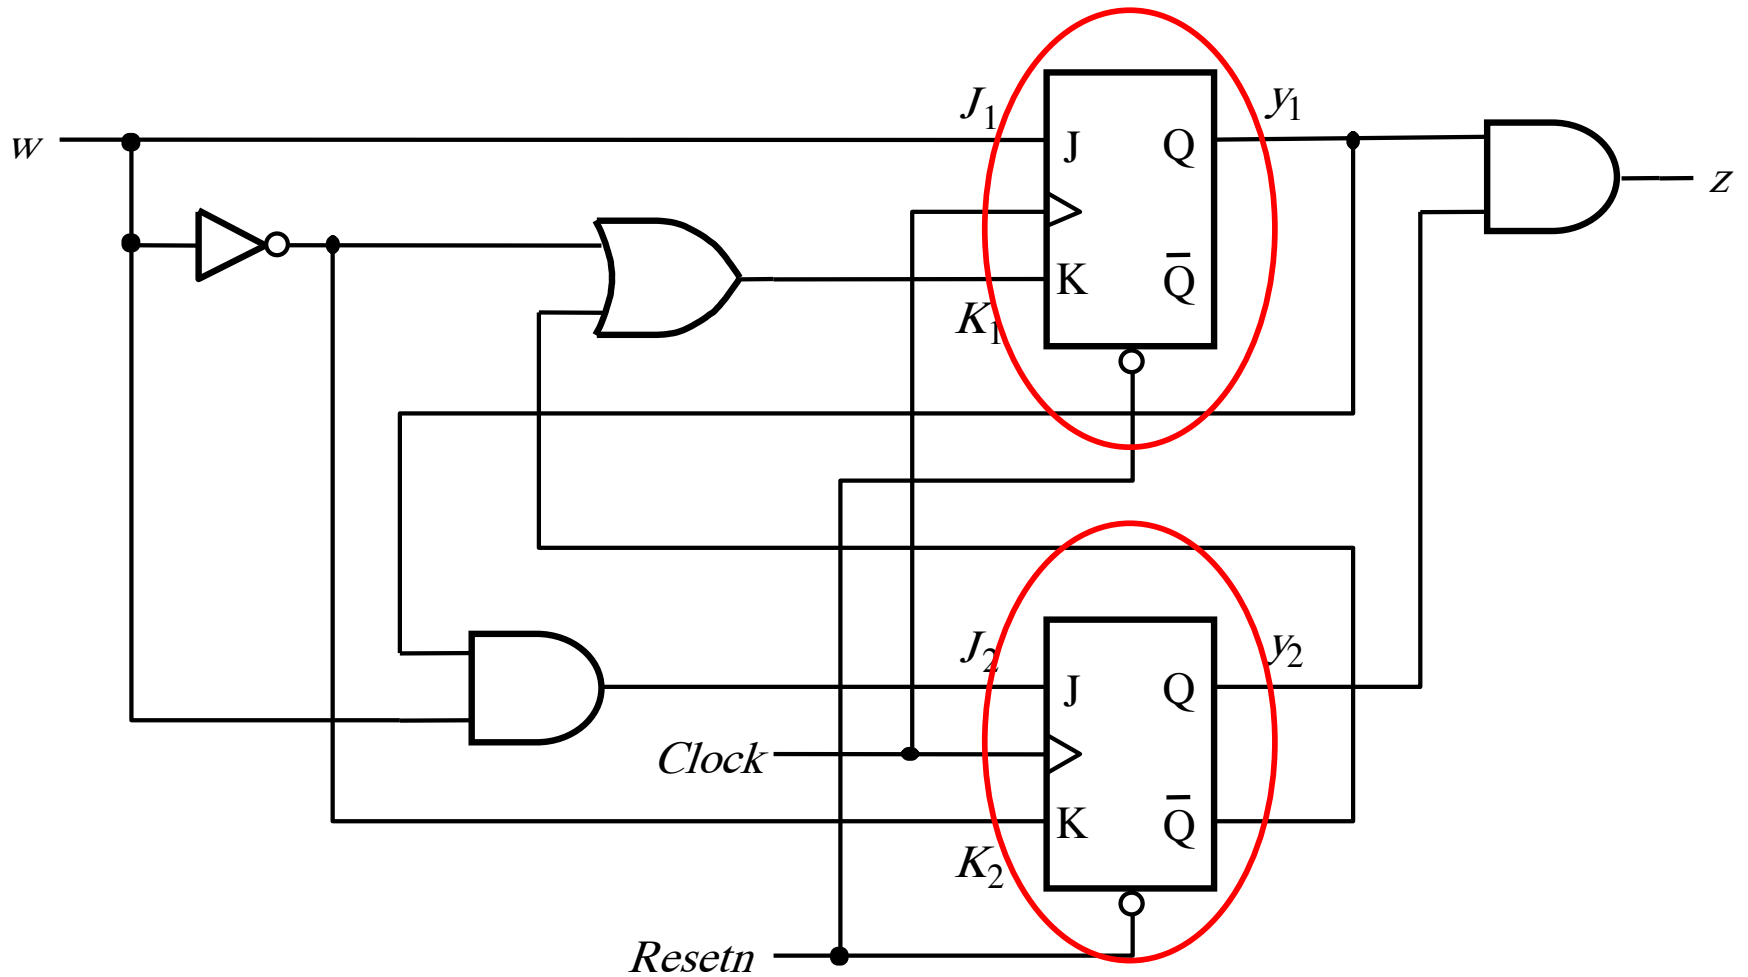 J₁ y₁
w J Q z
K Q̅
K₁
J₂ y₂
J Q
Clock
K Q̅
K₂
Resetn